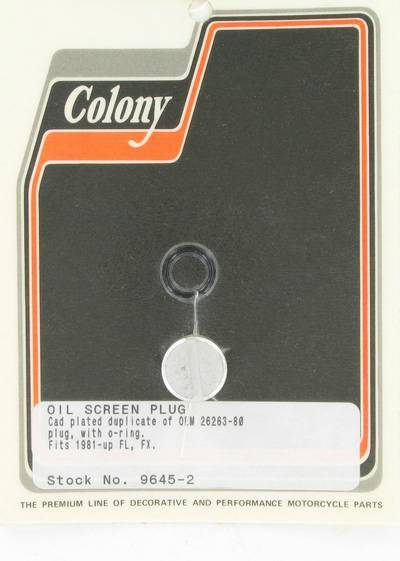 Colony
OIL SCREEN PLUG
Cad plated duplicate of OEM 26263-80
plug, with o-ring.
Fits 1981-up FL, FX.
Stock No. 9645-2
THE PREMIUM LINE OF DECORATIVE AND PERFORMANCE MOTORCYCLE PARTS